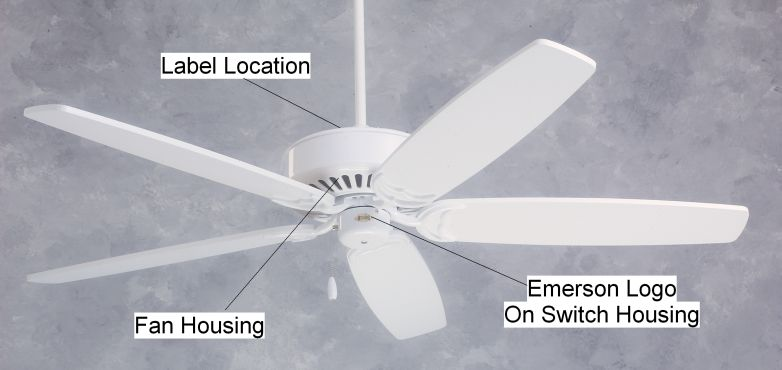 Label Location
Fan Housing
Emerson Logo
On Switch Housing